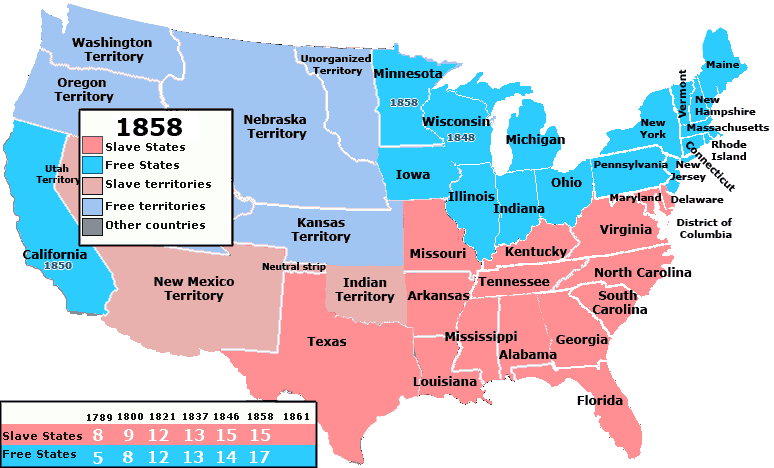 Washington
Territory
Oregon
Territory
Unorganized
Territory
Minnesota
1858
Maine
Vermont
New
Hampshire
Massachusetts
Rhode
Island
Connecticut
New
York
Wisconsin
1848
Michigan
Nebraska
Territory
1858
Slave States
Free States
Slave territories
Free territories
Other countries
Utah
Territory
Iowa
Illinois
Indiana
Ohio
Pennsylvania
New
Jersey
Maryland
Delaware
District of
Columbia
Virginia
California
1850
Kansas
Territory
Missouri
Kentucky
Neutral strip
New Mexico
Territory
Indian
Territory
Arkansas
Tennessee
North Carolina
South
Carolina
Texas
Mississippi
Alabama
Georgia
Louisiana
Florida
1789 1800 1821 1837 1846 1858 1861
Slave States 8 9 12 13 15 15
Free States 5 8 12 13 14 17